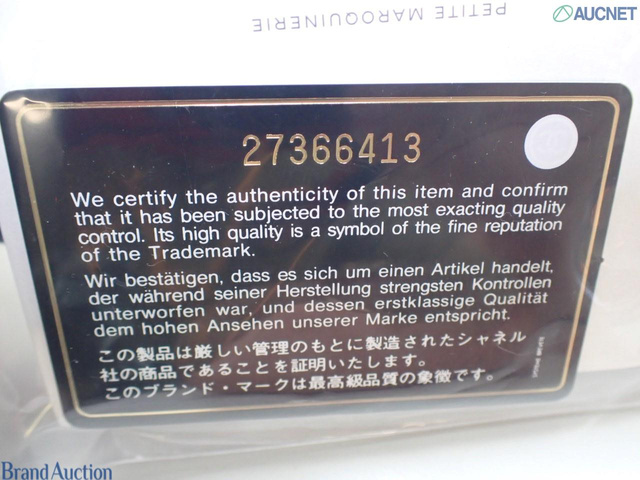 PETITE MAROQUINERIE
AUCNET
27366413
We certify the authenticity of this item and confirm
that it has been subjected to the most exacting quality
control. Its high quality is a symbol of the fine reputation
of the Trademark.
Wir bestätigen, dass es sich um einen Artikel handelt,
der während seiner Herstellung strengsten Kontrollen
unterworfen war, und dessen erstklassige Qualität
dem hohen Ansehen unserer Marke entspricht.
この製品は厳しい管理のもとに製造されたシャネル
社の商品であることを証明いたします。
このブランド・マークは最高級品質の象徴です。
Brand Auction